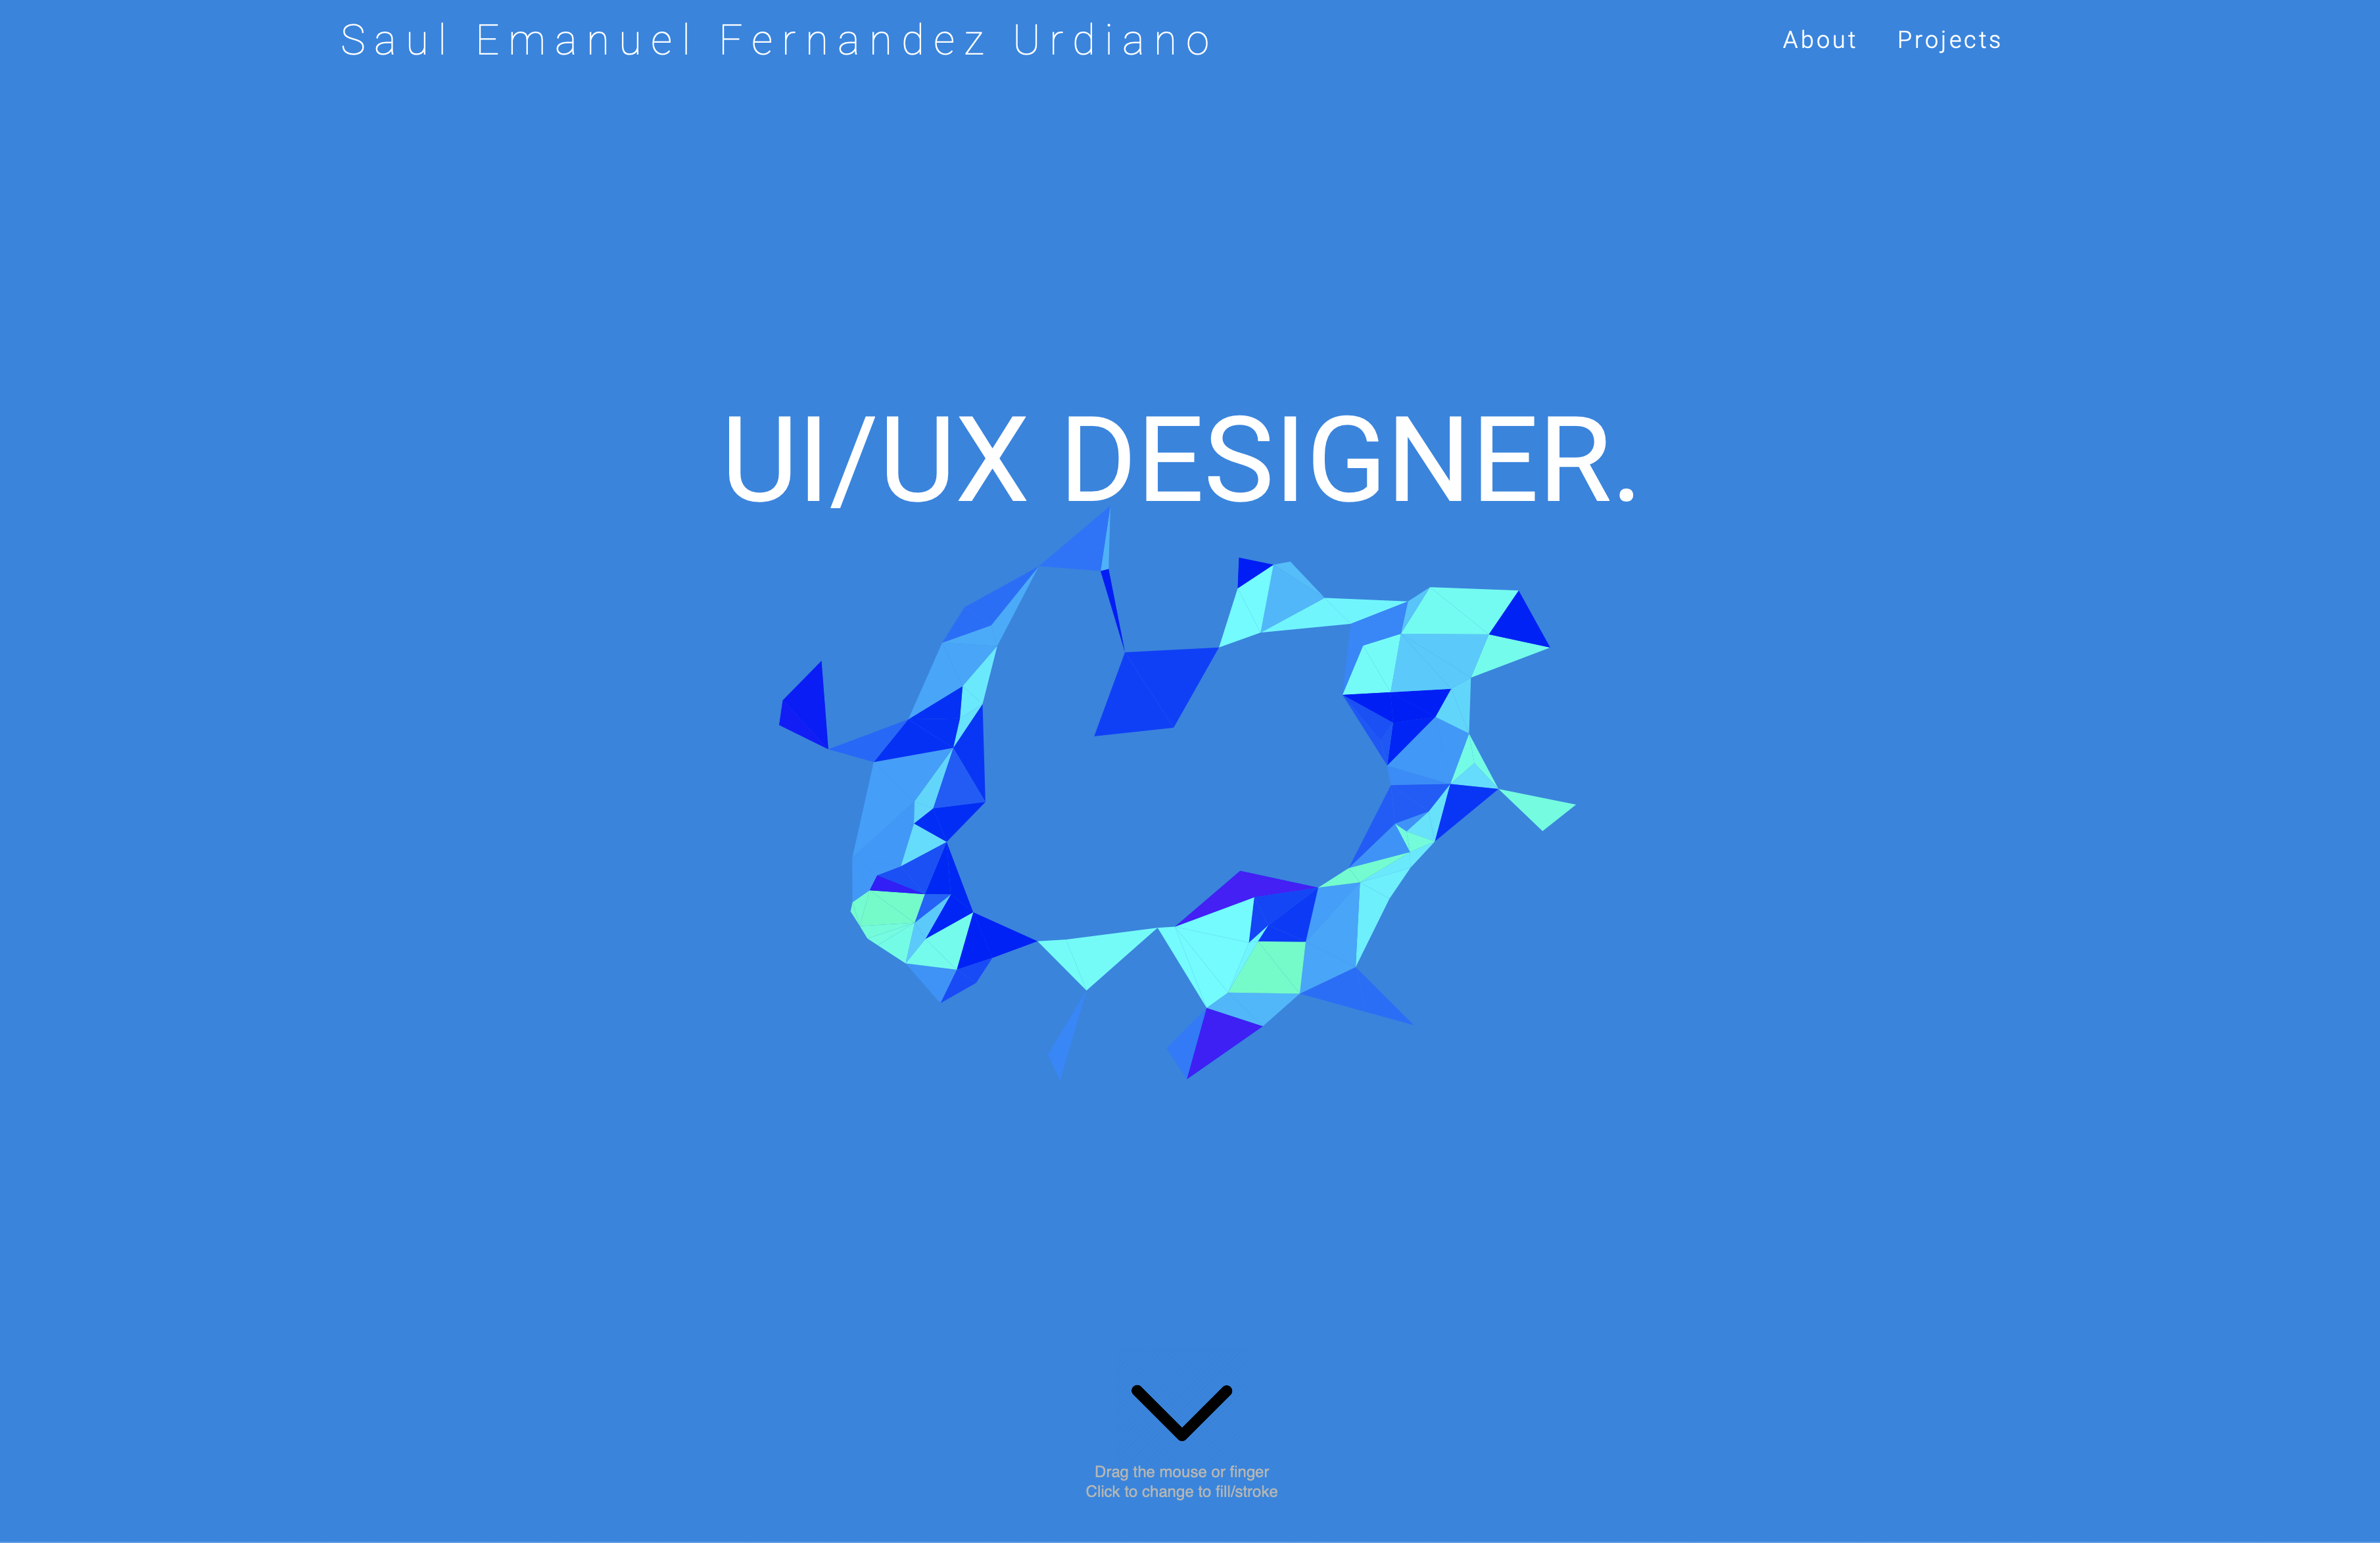 Saul Emanuel Fernandez Urdiano
About Projects
UI/UX DESIGNER.
Drag the mouse or finger
Click to change to fill/stroke